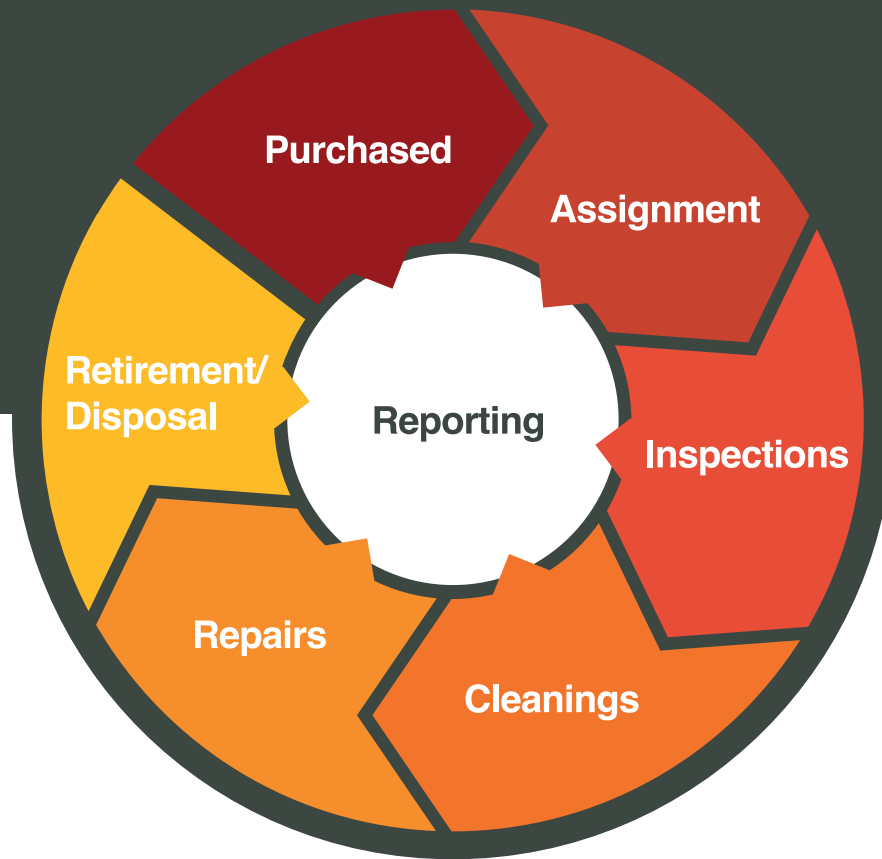 Purchased
Assignment
Inspections
Cleanings
Repairs
Retirement/
Disposal
Reporting